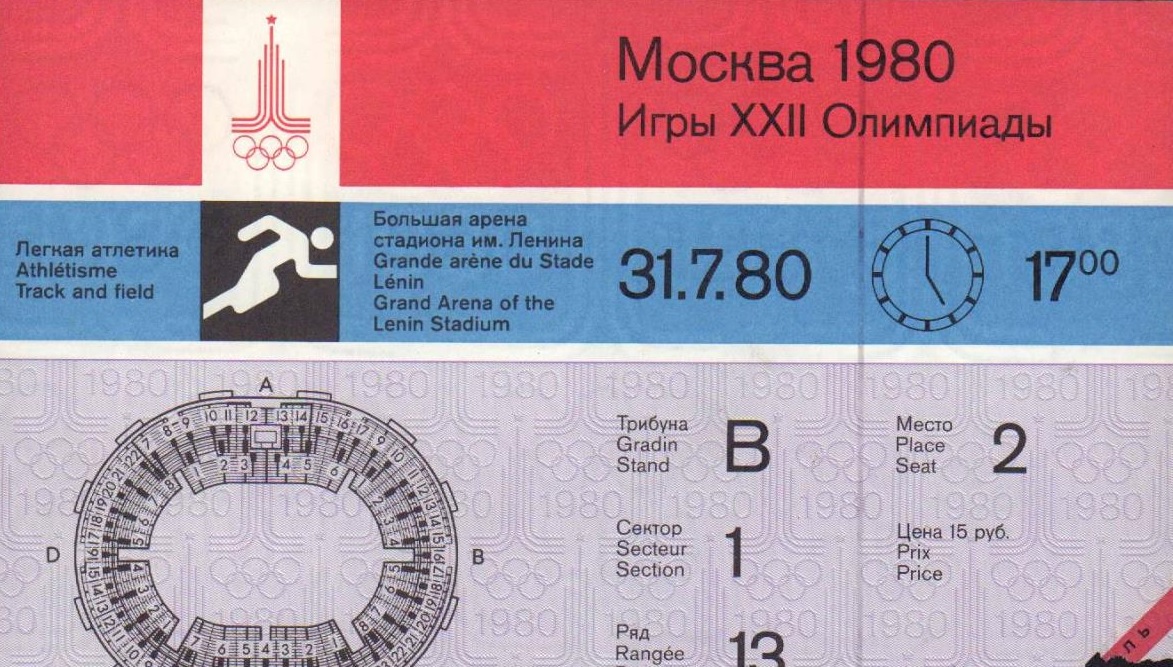 Москва 1980
Игры XXII Олимпиады
Легкая атлетика
Athlétisme
Track and field
Большая арена
стадиона им. Ленина
Grande arène du Stade
Lénin
Grand Arena of the
Lenin Stadium
31.7.80
17⁰⁰
A
B
D
Трибуна
Gradin
Stand
B
Место
Place
Seat
2
Сектор
Secteur
Section
1
Цена 15 руб.
Prix
Price
Ряд
Rangée
13